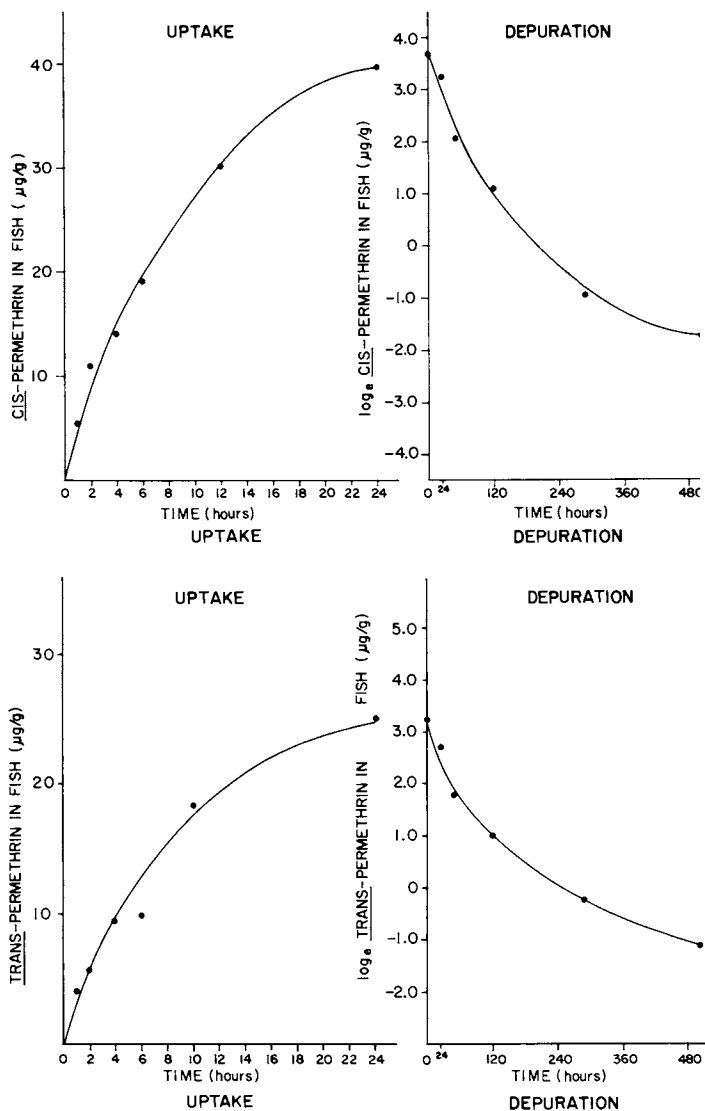 UPTAKE
CIS-PERMETHRIN IN FISH (µg/g)
40
30
20
10
0 2 4 6 8 10 12 14 16 18 20 22 24
TIME (hours)
UPTAKE
DEPURATION
loge CIS-PERMETHRIN IN FISH (µg/g)
4.0
3.0
2.0
1.0
0
-1.0
-2.0
-3.0
-4.0
0 24 120 240 360 480
TIME (hours)
DEPURATION
UPTAKE
TRANS-PERMETHRIN IN FISH (µg/g)
30
20
10
0 2 4 6 8 10 12 14 16 18 20 22 24
TIME (hours)
UPTAKE
DEPURATION
loge TRANS-PERMETHRIN IN FISH (µg/g)
5.0
4.0
3.0
2.0
1.0
0
-1.0
-2.0
0 24 120 240 360 480
TIME (hours)
DEPURATION